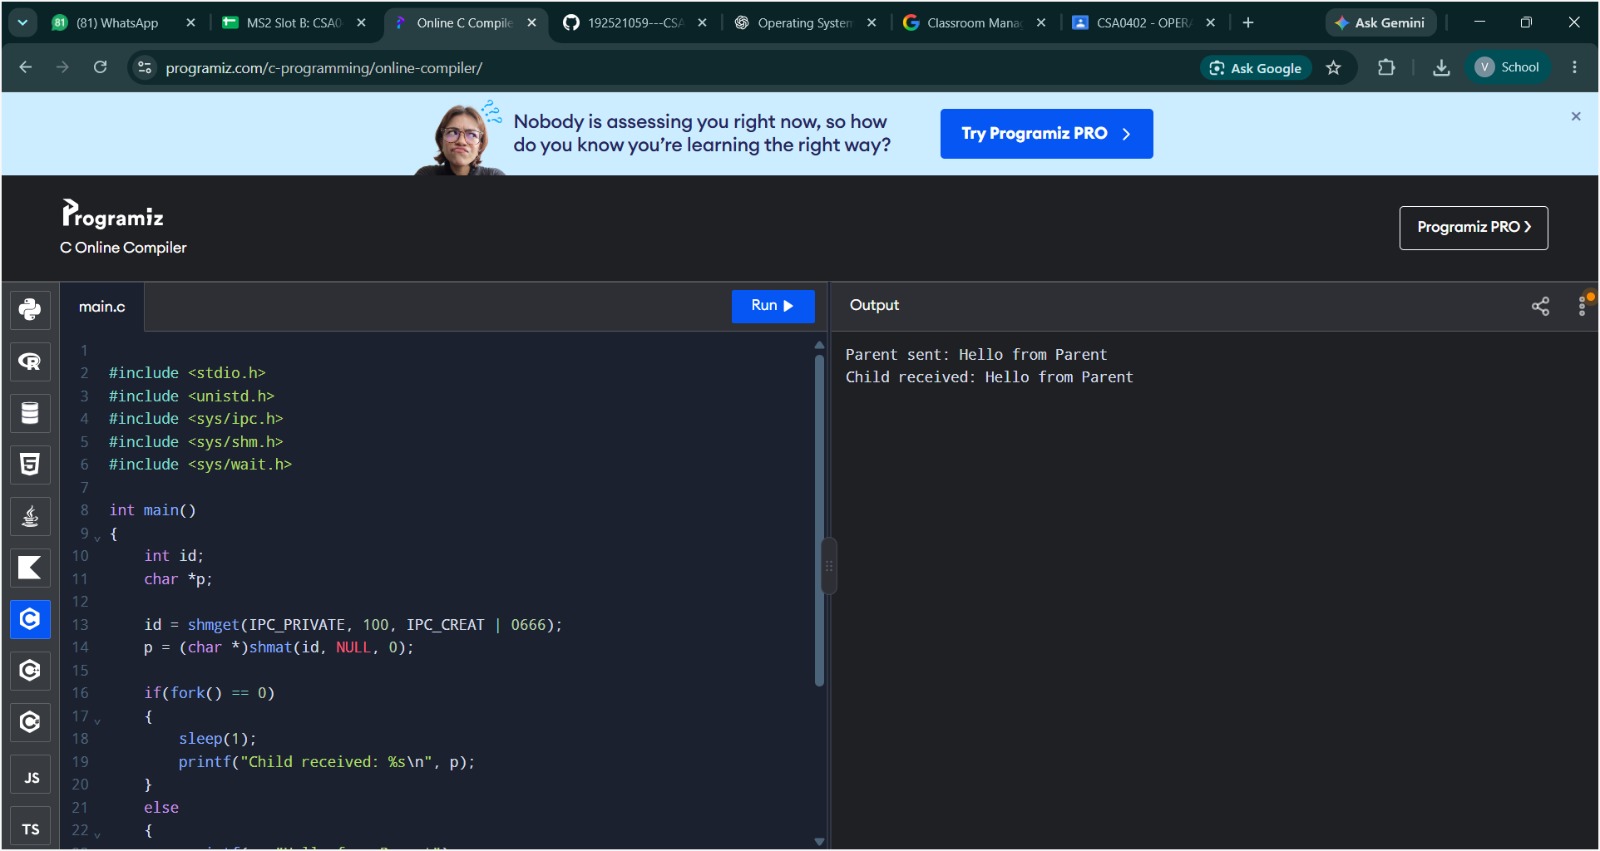 81 (81) WhatsApp
MS2 Slot B: CSA0
Online C Compile
192521059---CSA
Operating System
Classroom Mana
CSA0402 - OPERA
Ask Gemini
programiz.com/c-programming/online-compiler/
Ask Google
V School
Nobody is assessing you right now, so how
do you know you're learning the right way?
Try Programiz PRO
Programiz
C Online Compiler
Programiz PRO
main.c
Run
1
2 #include <stdio.h>
3 #include <unistd.h>
4 #include <sys/ipc.h>
5 #include <sys/shm.h>
6 #include <sys/wait.h>
7
8 int main()
9 {
10 int id;
11 char *p;
12
13 id = shmget(IPC_PRIVATE, 100, IPC_CREAT | 0666);
14 p = (char *)shmat(id, NULL, 0);
15
16 if(fork() == 0)
17 {
18 sleep(1);
19 printf("Child received: %s\n", p);
20 }
21 else
22 {
Output
Parent sent: Hello from Parent
Child received: Hello from Parent
JS
TS